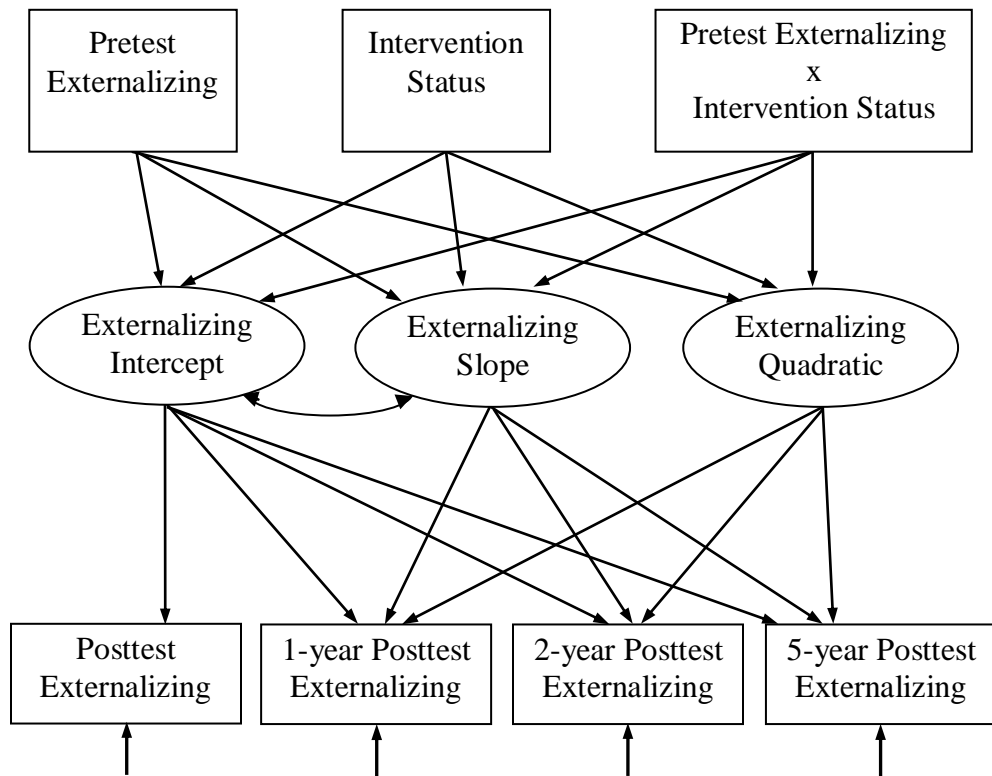 Pretest
Externalizing
Intervention
Status
Pretest Externalizing
x
Intervention Status
Externalizing
Intercept
Externalizing
Slope
Externalizing
Quadratic
Posttest
Externalizing
1-year Posttest
Externalizing
2-year Posttest
Externalizing
5-year Posttest
Externalizing